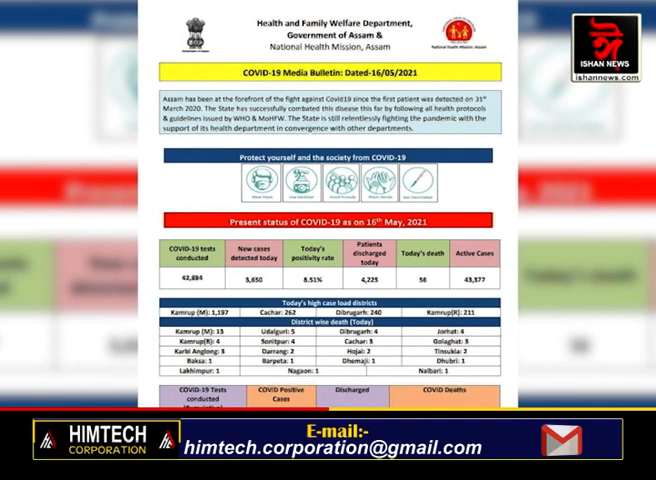 Health and Family Welfare Department,
Government of Assam &
National Health Mission, Assam
ISHAN NEWS
ishannews.com
COVID-19 Media Bulletin: Dated-16/05/2021
Assam has been at the forefront of the fight against Covid19 since the first patient was detected on 31st
March 2020. The State has successfully combated this disease this far by following all health protocols
& guidelines issued by WHO & MoHFW. The State is still relentlessly fighting the pandemic with the
support of its health department in convergence with other departments.
Protect yourself and the society from COVID-19
Present status of COVID-19 as on 16th May, 2021
COVID-19 tests conducted New cases detected today Today's positivity rate Patients discharged today Today's death Active Cases
42,884 3,650 8.51% 4,225 56 43,377
Today's high case load districts
Kamrup (M): 1,197 Cachar: 262 Dibrugarh: 240 Kamrup(R): 211
District wise death (Today)
Kamrup (M): 13 Udalguri: 5 Dibrugarh: 4 Jorhat: 4
Kamrup(R): 4 Sonitpur: 4 Cachar: 3 Golaghat: 3
Karbi Anglong: 3 Darrang: 2 Hojai: 2 Tinsukia: 2
Baksa: 1 Barpeta: 1 Dhemaji: 1 Dhubri: 1
Lakhimpur: 1 Nagaon: 1 Nalbari: 1
COVID-19 Tests conducted COVID Positive Cases Discharged COVID Deaths
HIMTECH
CORPORATION
E-mail:-
himtech.corporation@gmail.com